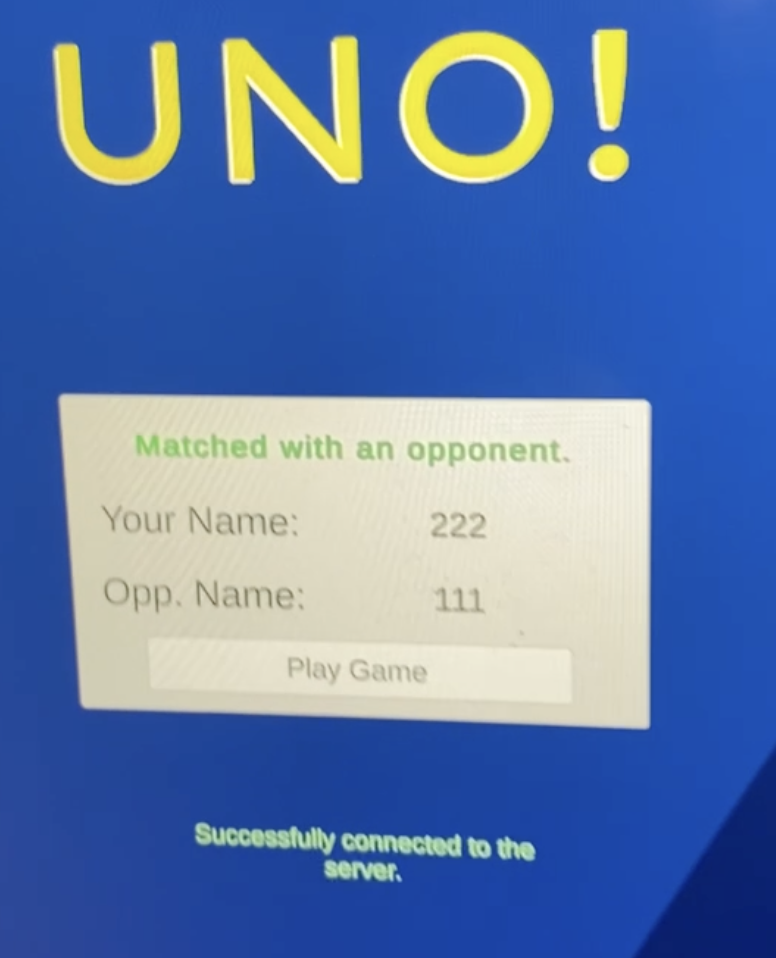 UNO!
Matched with an opponent.
Your Name: 222
Opp. Name: 111
Play Game
Successfully connected to the
server.